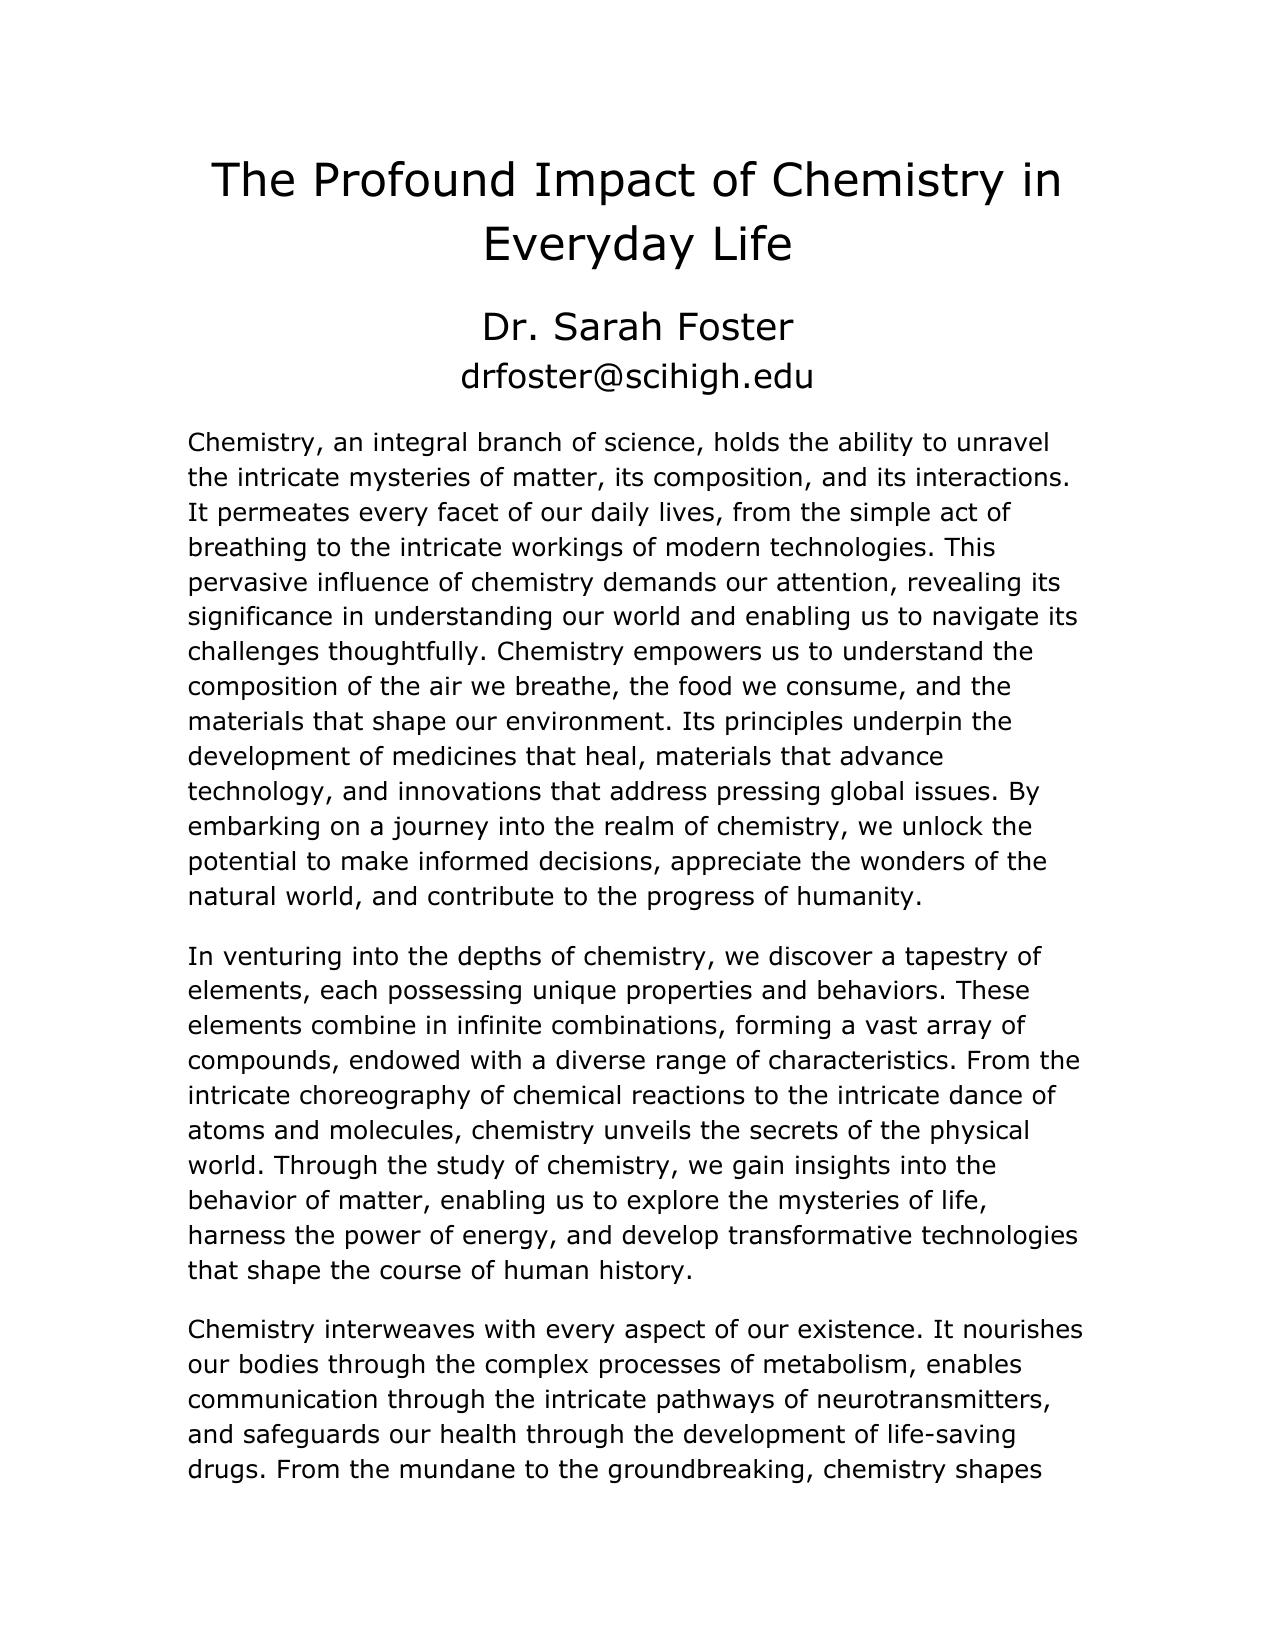 The Profound Impact of Chemistry in
Everyday Life
Dr. Sarah Foster
drfoster@scihigh.edu
Chemistry, an integral branch of science, holds the ability to unravel
the intricate mysteries of matter, its composition, and its interactions.
It permeates every facet of our daily lives, from the simple act of
breathing to the intricate workings of modern technologies. This
pervasive influence of chemistry demands our attention, revealing its
significance in understanding our world and enabling us to navigate its
challenges thoughtfully. Chemistry empowers us to understand the
composition of the air we breathe, the food we consume, and the
materials that shape our environment. Its principles underpin the
development of medicines that heal, materials that advance
technology, and innovations that address pressing global issues. By
embarking on a journey into the realm of chemistry, we unlock the
potential to make informed decisions, appreciate the wonders of the
natural world, and contribute to the progress of humanity.
In venturing into the depths of chemistry, we discover a tapestry of
elements, each possessing unique properties and behaviors. These
elements combine in infinite combinations, forming a vast array of
compounds, endowed with a diverse range of characteristics. From the
intricate choreography of chemical reactions to the intricate dance of
atoms and molecules, chemistry unveils the secrets of the physical
world. Through the study of chemistry, we gain insights into the
behavior of matter, enabling us to explore the mysteries of life,
harness the power of energy, and develop transformative technologies
that shape the course of human history.
Chemistry interweaves with every aspect of our existence. It nourishes
our bodies through the complex processes of metabolism, enables
communication through the intricate pathways of neurotransmitters,
and safeguards our health through the development of life-saving
drugs. From the mundane to the groundbreaking, chemistry shapes